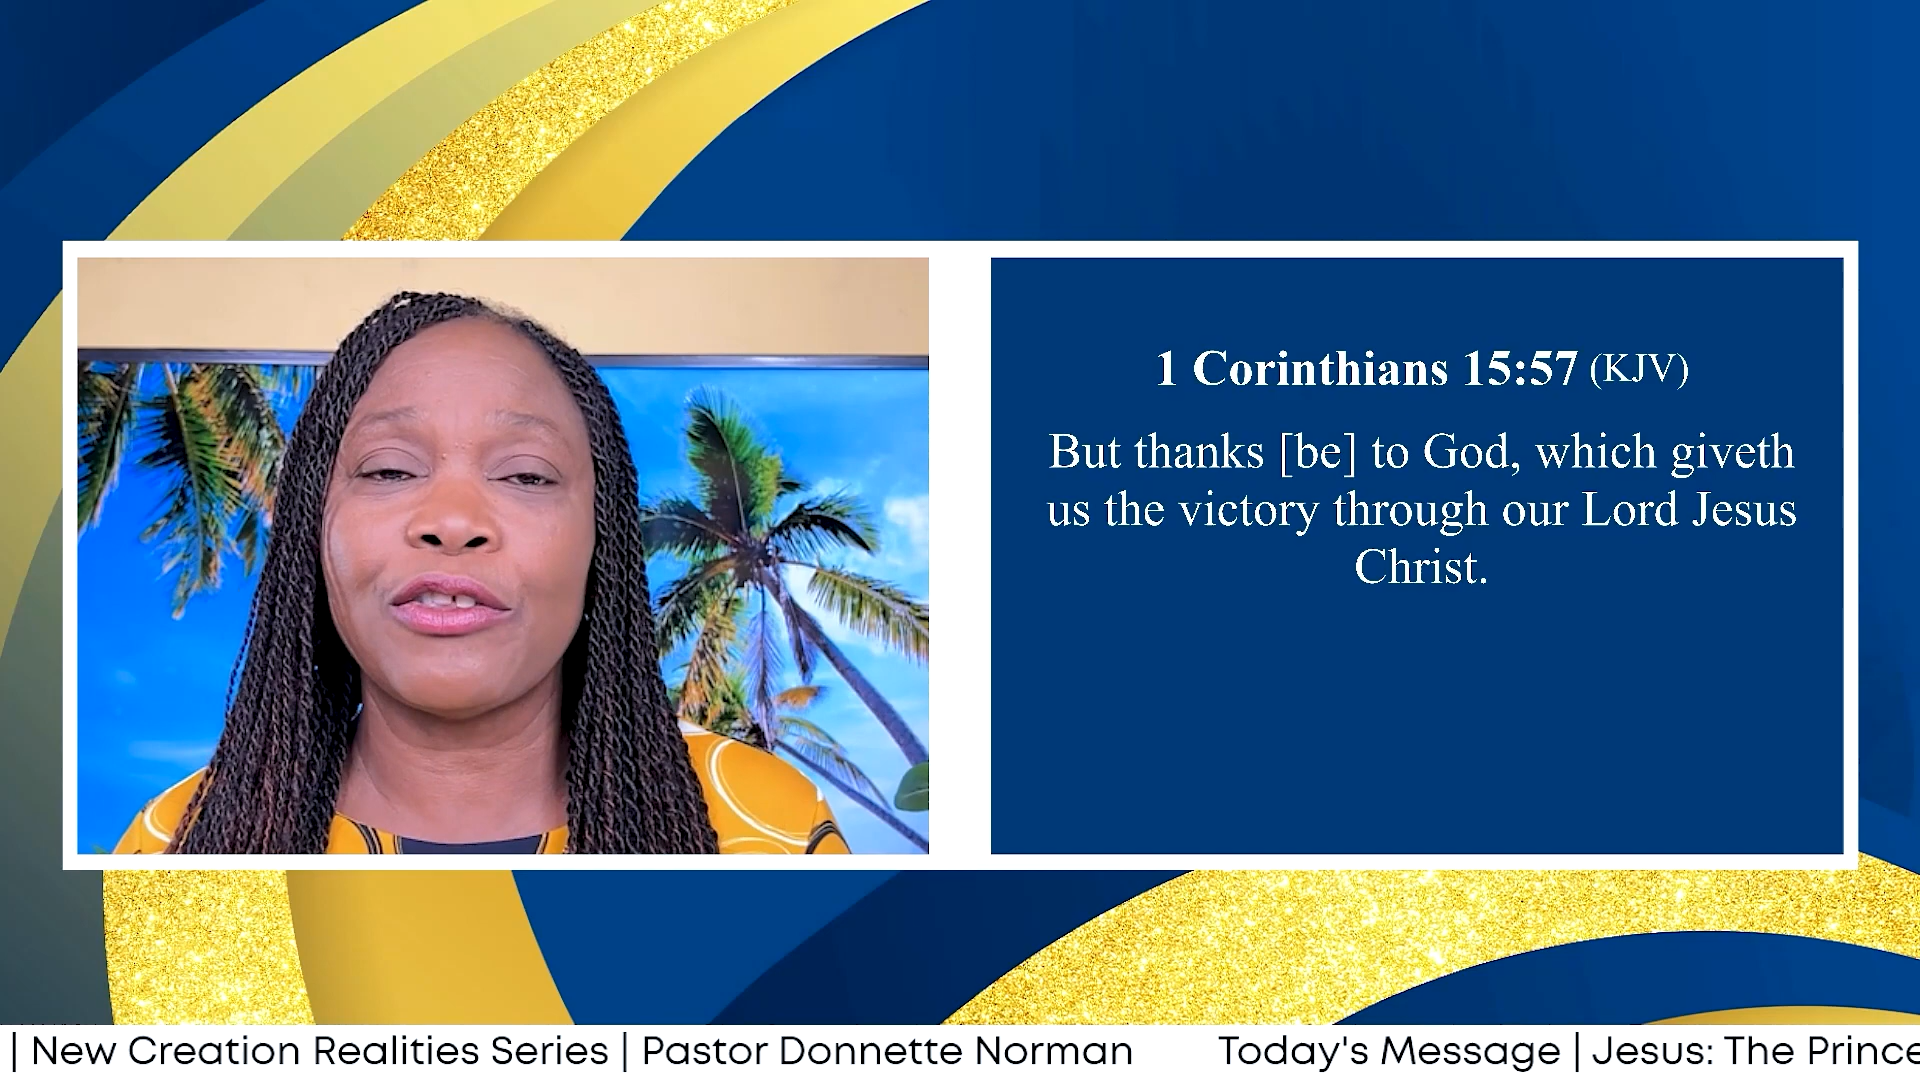 1 Corinthians 15:57 (KJV)
But thanks [be] to God, which giveth
us the victory through our Lord Jesus
Christ.
| New Creation Realities Series | Pastor Donnette Norman Today's Message | Jesus: The Prince